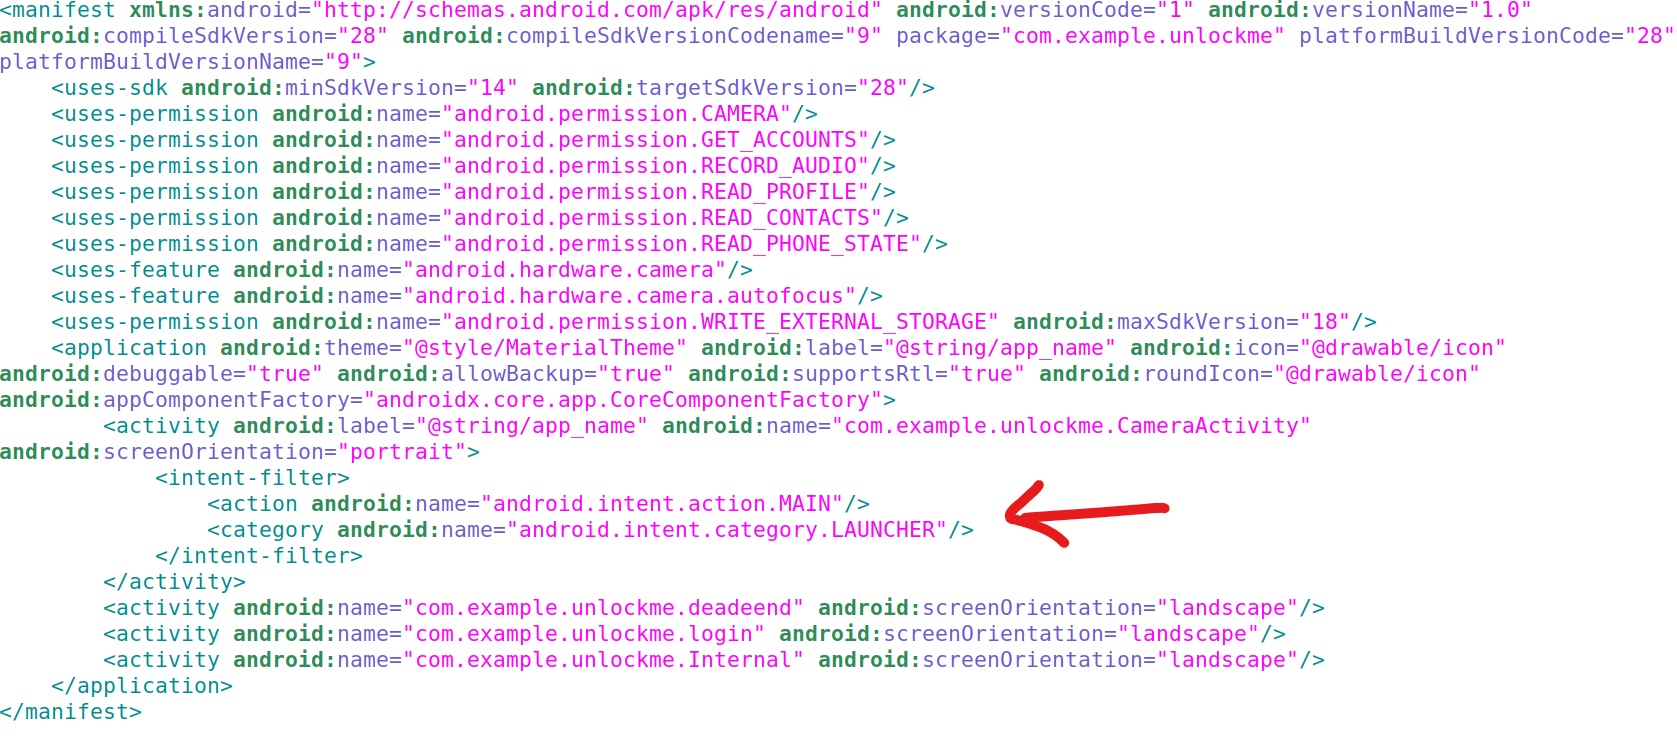 <manifest xmlns:android="http://schemas.android.com/apk/res/android" android:versionCode="1" android:versionName="1.0"
android:compileSdkVersion="28" android:compileSdkVersionCodename="9" package="com.example.unlockme" platformBuildVersionCode="28"
platformBuildVersionName="9">
    <uses-sdk android:minSdkVersion="14" android:targetSdkVersion="28"/>
    <uses-permission android:name="android.permission.CAMERA"/>
    <uses-permission android:name="android.permission.GET_ACCOUNTS"/>
    <uses-permission android:name="android.permission.RECORD_AUDIO"/>
    <uses-permission android:name="android.permission.READ_PROFILE"/>
    <uses-permission android:name="android.permission.READ_CONTACTS"/>
    <uses-permission android:name="android.permission.READ_PHONE_STATE"/>
    <uses-feature android:name="android.hardware.camera"/>
    <uses-feature android:name="android.hardware.camera.autofocus"/>
    <uses-permission android:name="android.permission.WRITE_EXTERNAL_STORAGE" android:maxSdkVersion="18"/>
    <application android:theme="@style/MaterialTheme" android:label="@string/app_name" android:icon="@drawable/icon"
android:debuggable="true" android:allowBackup="true" android:supportsRtl="true" android:roundIcon="@drawable/icon"
android:appComponentFactory="androidx.core.app.CoreComponentFactory">
        <activity android:label="@string/app_name" android:name="com.example.unlockme.CameraActivity"
android:screenOrientation="portrait">
            <intent-filter>
                <action android:name="android.intent.action.MAIN"/>
                <category android:name="android.intent.category.LAUNCHER"/>
            </intent-filter>
        </activity>
        <activity android:name="com.example.unlockme.deadeend" android:screenOrientation="landscape"/>
        <activity android:name="com.example.unlockme.login" android:screenOrientation="landscape"/>
        <activity android:name="com.example.unlockme.Internal" android:screenOrientation="landscape"/>
    </application>
</manifest>